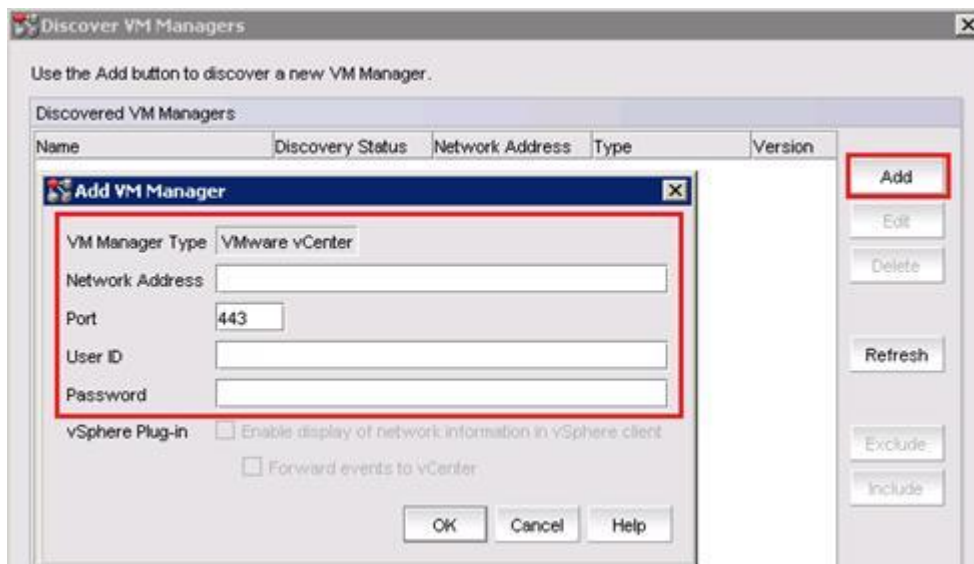 Discover VM Managers
Use the Add button to discover a new VM Manager.
Discovered VM Managers
Name Discovery Status Network Address Type Version
Add
Edit
Delete
Refresh
Exclude
Include
Add VM Manager
VM Manager Type VMware vCenter
Network Address
Port 443
User ID
Password
vSphere Plug-in Enable display of network information in vSphere client
Forward events to vCenter
OK Cancel Help